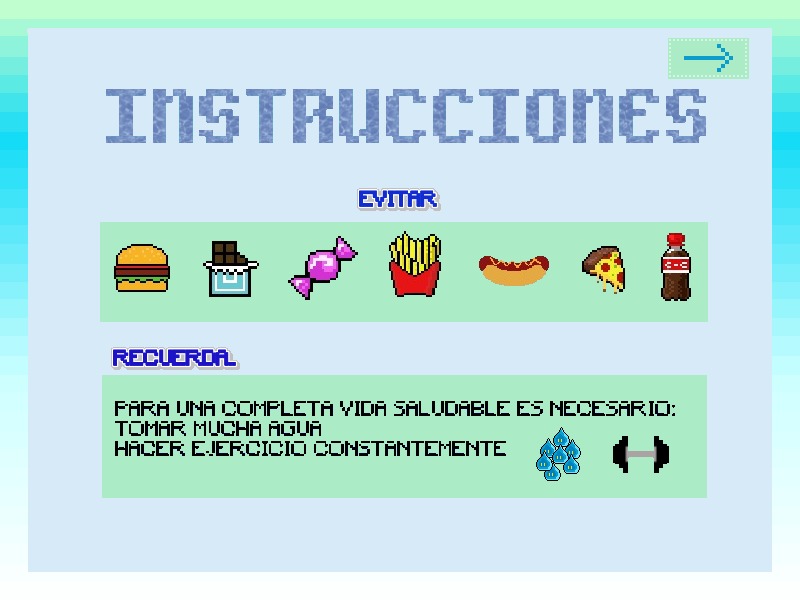 INSTRUCCIONES
EVITAR
RECUERDA
PARA UNA COMPLETA VIDA SALUDABLE ES NECESARIO:
TOMAR MUCHA AGUA
HACER EJERCICIO CONSTANTEMENTE